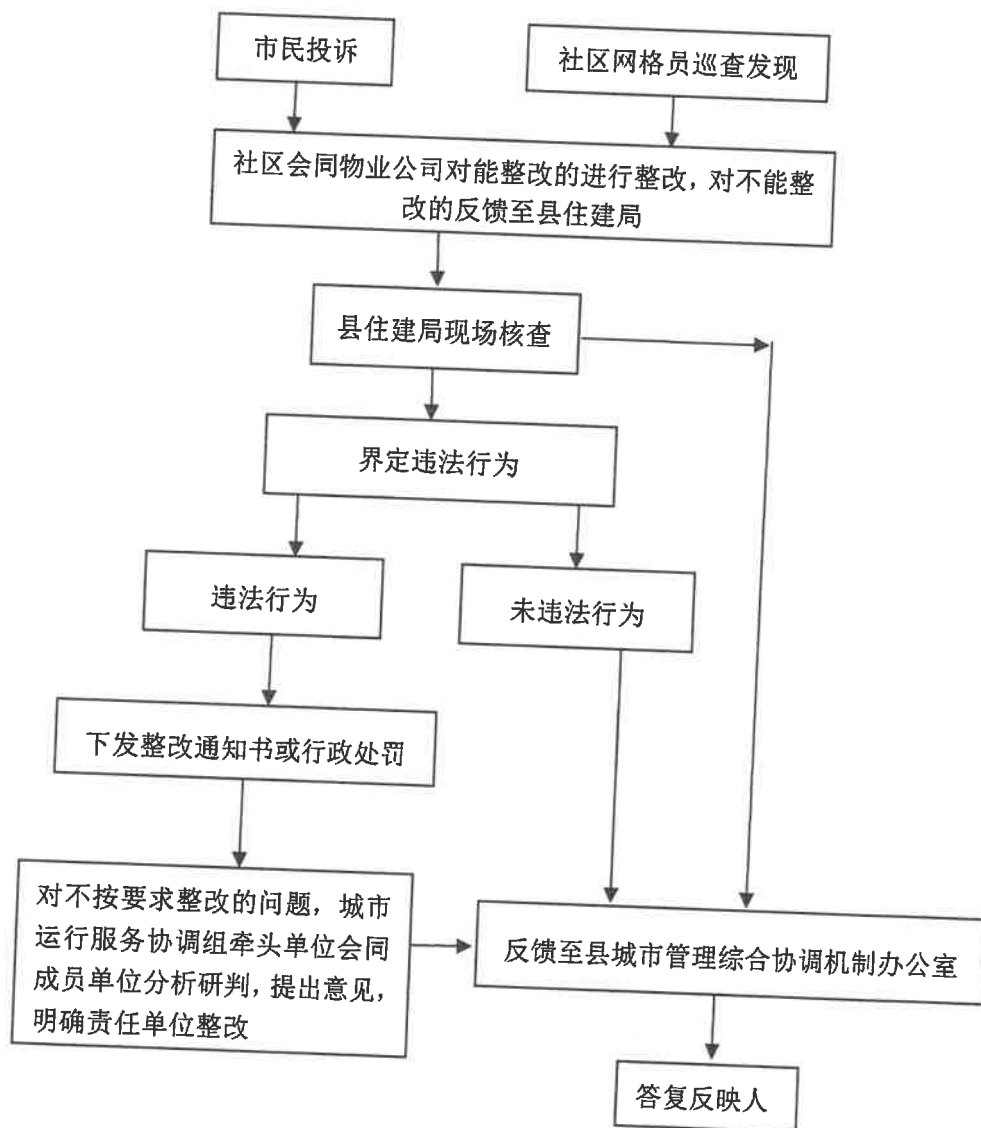 市民投诉
社区网格员巡查发现
社区会同物业公司对能整改的进行整改，对不能整
改的反馈至县住建局
县住建局现场核查
界定违法行为
违法行为
未违法行为
下发整改通知书或行政处罚
对不按要求整改的问题，城市
运行服务协调组牵头单位会同
成员单位分析研判，提出意见，
明确责任单位整改
反馈至县城市管理综合协调机制办公室
答复反映人